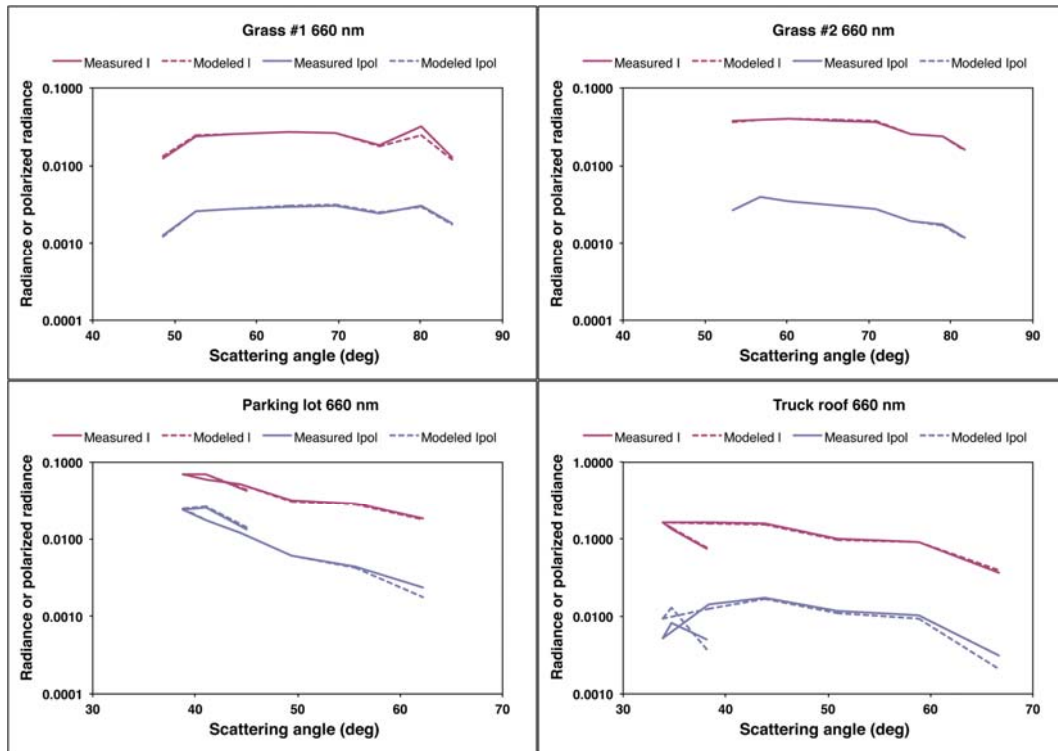 Grass #1 660 nm
Measured I Modeled I Measured Ipol Modeled Ipol
Radiance or polarized radiance
0.1000
0.0100
0.0010
0.0001
40 50 60 70 80 90
Scattering angle (deg)
Grass #2 660 nm
Measured I Modeled I Measured Ipol Modeled Ipol
Radiance or polarized radiance
0.1000
0.0100
0.0010
0.0001
40 50 60 70 80 90
Scattering angle (deg)
Parking lot 660 nm
Measured I Modeled I Measured Ipol Modeled Ipol
Radiance or polarized radiance
0.1000
0.0100
0.0010
0.0001
30 40 50 60 70
Scattering angle (deg)
Truck roof 660 nm
Measured I Modeled I Measured Ipol Modeled Ipol
Radiance or polarized radiance
1.0000
0.1000
0.0100
0.0010
30 40 50 60 70
Scattering angle (deg)